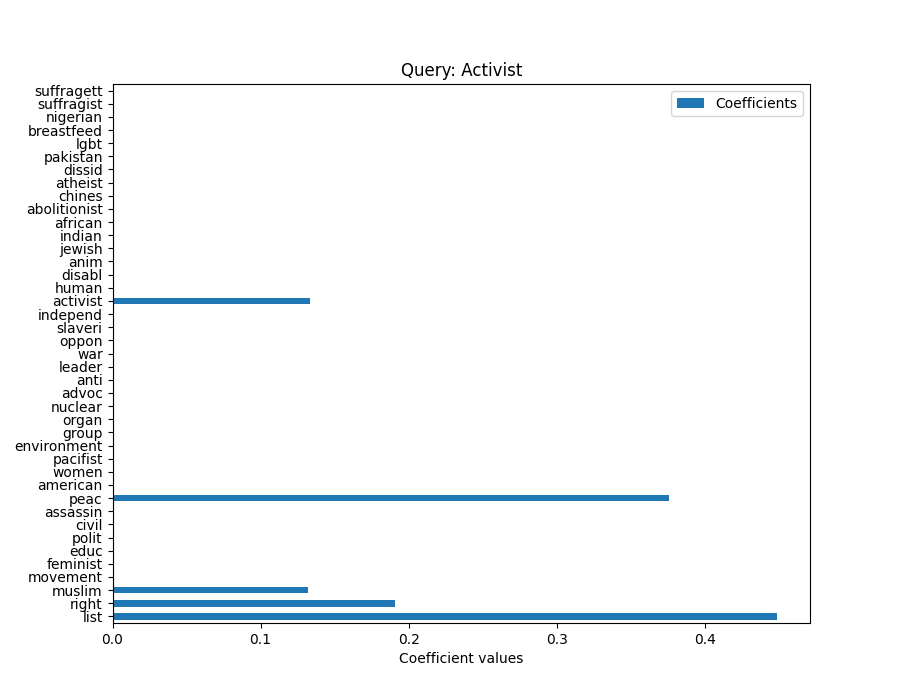 Query: Activist
Coefficients
suffragett
suffragist
nigerian
breastfeed
lgbt
pakistan
dissid
atheist
chines
abolitionist
african
indian
jewish
anim
disabl
human
activist
independ
slaveri
oppon
war
leader
anti
advoc
nuclear
organ
group
environment
pacifist
women
american
peac
assassin
civil
polit
educ
feminist
movement
muslim
right
list
0.0 0.1 0.2 0.3 0.4
Coefficient values